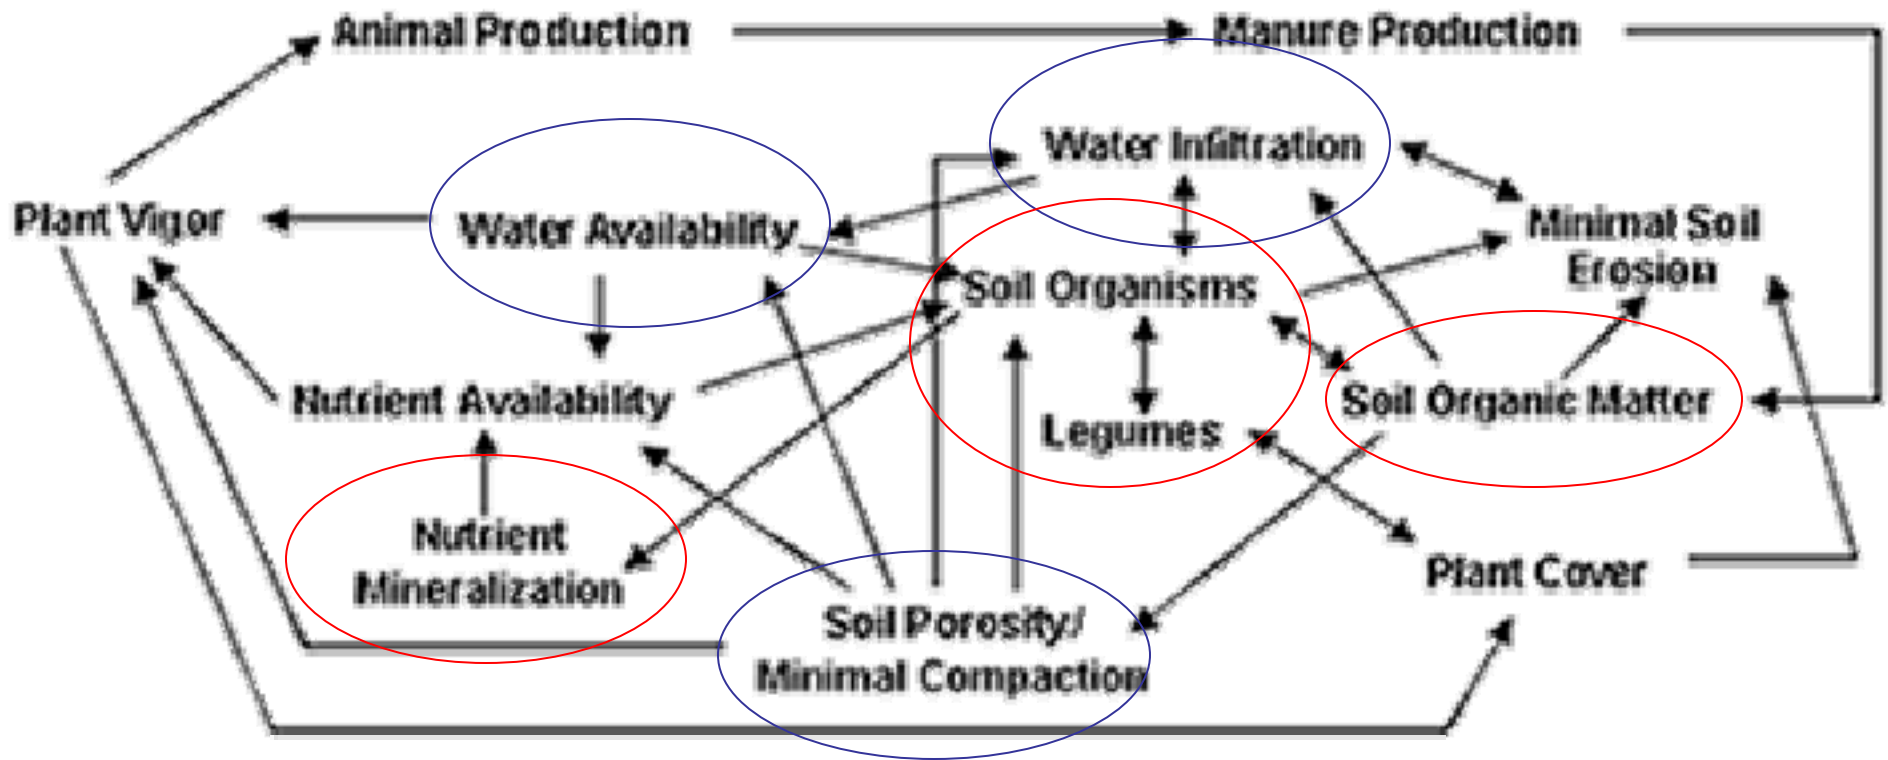 Animal Production
Manure Production
Water Infiltration
Plant Vigor
Water Availability
Minimal Soil
Erosion
Soil Organisms
Nutrient Availability
Soil Organic Matter
Legumes
Nutrient
Mineralization
Plant Cover
Soil Porosity/
Minimal Compaction